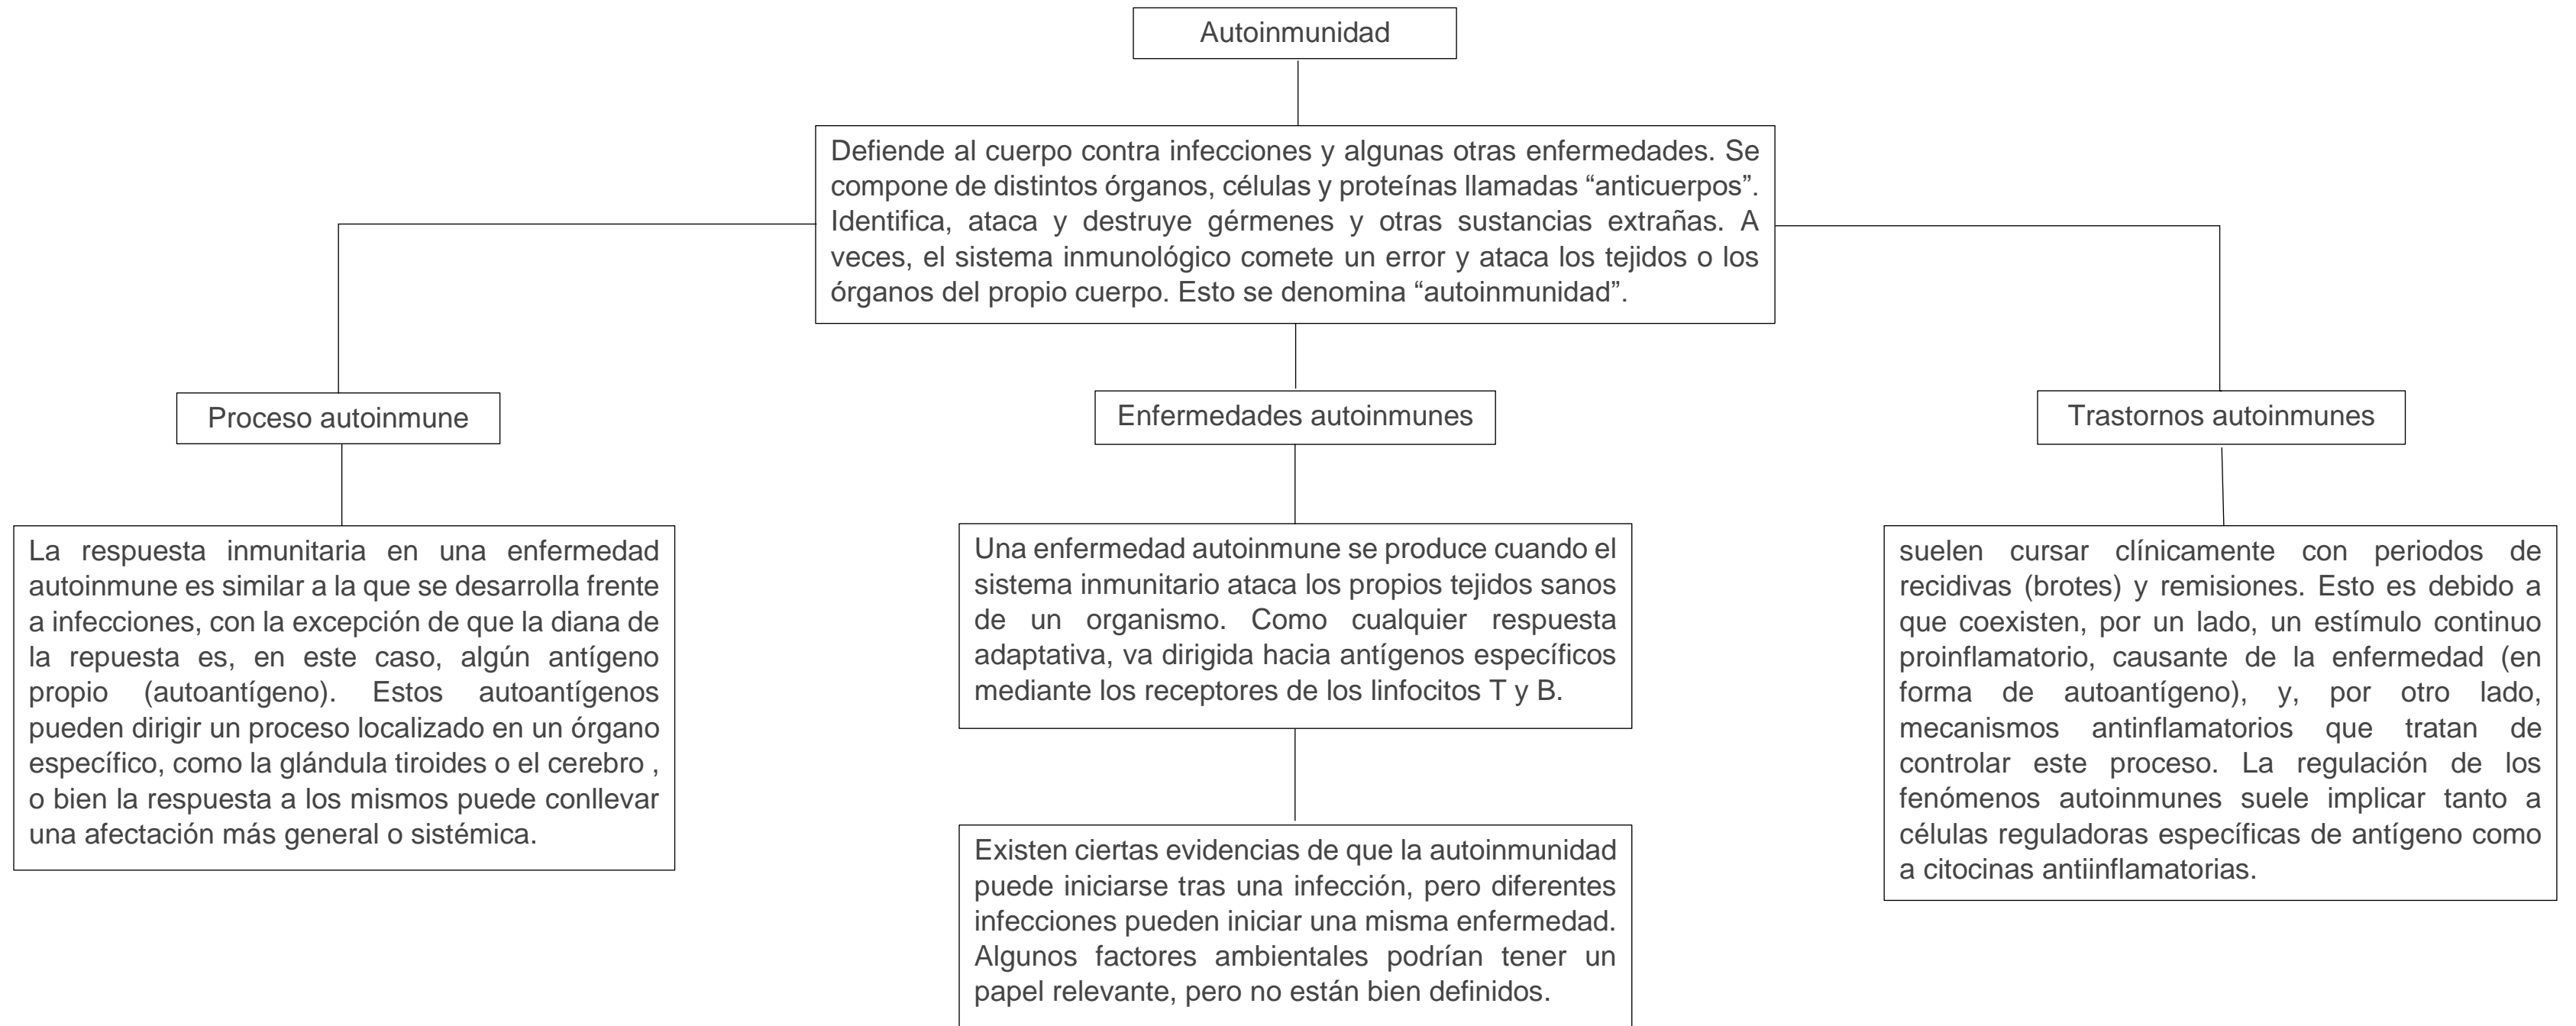 Autoinmunidad
Defiende al cuerpo contra infecciones y algunas otras enfermedades. Se
compone de distintos órganos, células y proteínas llamadas “anticuerpos”.
Identifica, ataca y destruye gérmenes y otras sustancias extrañas. A
veces, el sistema inmunológico comete un error y ataca los tejidos o los
órganos del propio cuerpo. Esto se denomina “autoinmunidad”.
Proceso autoinmune
Enfermedades autoinmunes
Trastornos autoinmunes
La respuesta inmunitaria en una enfermedad
autoinmune es similar a la que se desarrolla frente
a infecciones, con la excepción de que la diana de
la repuesta es, en este caso, algún antígeno
propio (autoantígeno). Estos autoantígenos
pueden dirigir un proceso localizado en un órgano
específico, como la glándula tiroides o el cerebro ,
o bien la respuesta a los mismos puede conllevar
una afectación más general o sistémica.
Una enfermedad autoinmune se produce cuando el
sistema inmunitario ataca los propios tejidos sanos
de un organismo. Como cualquier respuesta
adaptativa, va dirigida hacia antígenos específicos
mediante los receptores de los linfocitos T y B.
Existen ciertas evidencias de que la autoinmunidad
puede iniciarse tras una infección, pero diferentes
infecciones pueden iniciar una misma enfermedad.
Algunos factores ambientales podrían tener un
papel relevante, pero no están bien definidos.
suelen cursar clínicamente con periodos de
recidivas (brotes) y remisiones. Esto es debido a
que coexisten, por un lado, un estímulo continuo
proinflamatorio, causante de la enfermedad (en
forma de autoantígeno), y, por otro lado,
mecanismos antinflamatorios que tratan de
controlar este proceso. La regulación de los
fenómenos autoinmunes suele implicar tanto a
células reguladoras específicas de antígeno como
a citocinas antiinflamatorias.